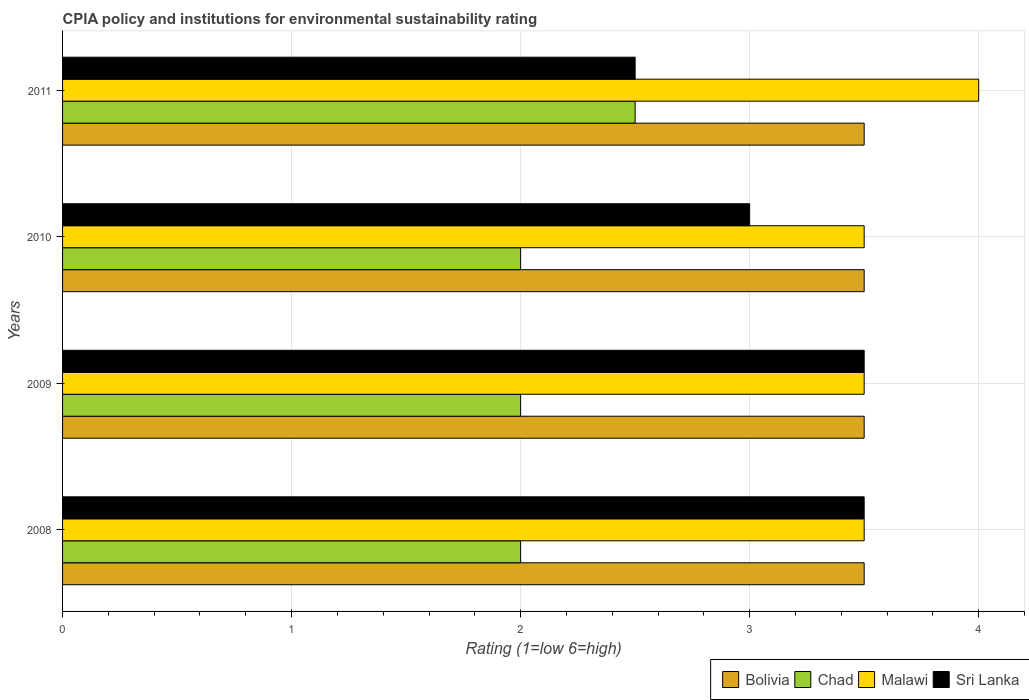 CPIA policy and institutions for environmental sustainability rating
Years
2011
2010
2009
2008
0
1
2
3
4
Rating (1=low 6=high)
Bolivia
Chad
Malawi
Sri Lanka